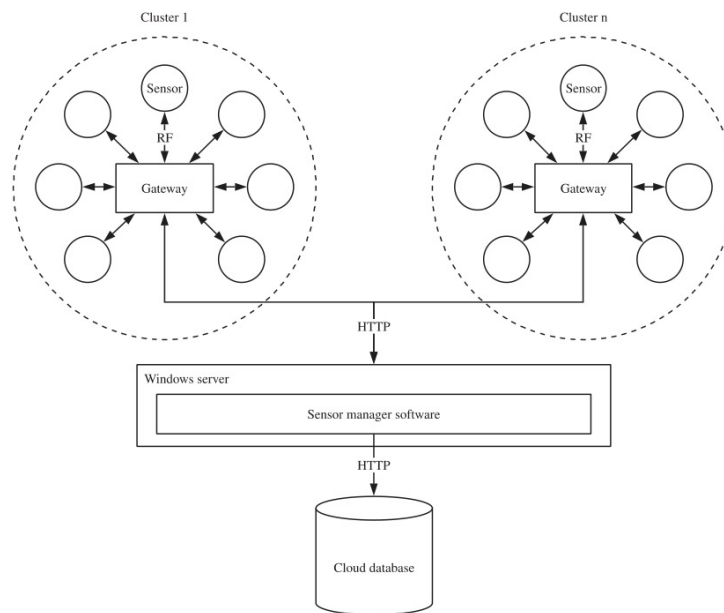 Cluster 1
Cluster n
Sensor
Sensor
RF
RF
Gateway
Gateway
HTTP
Windows server
Sensor manager software
HTTP
Cloud database